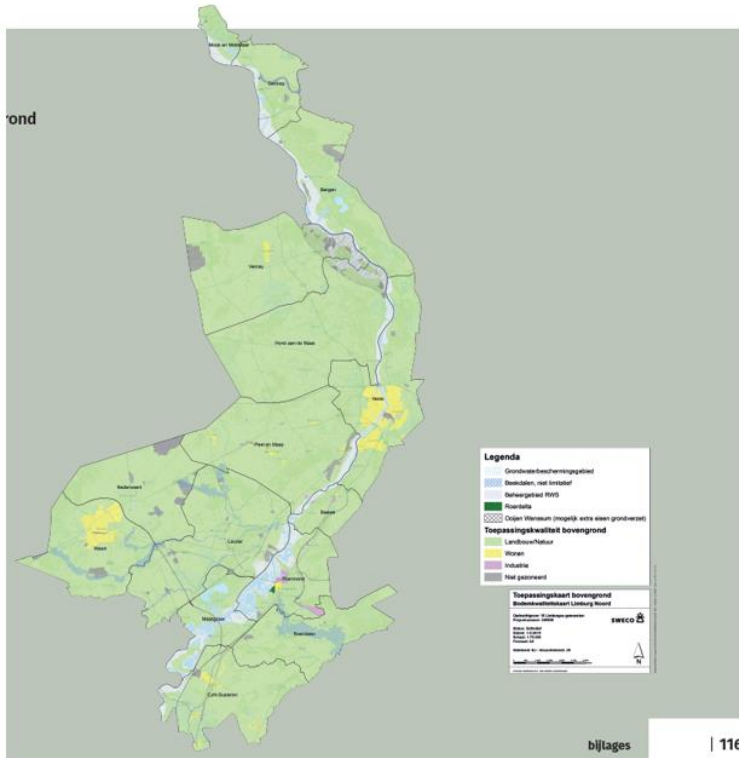 rond
Mook en Middelaar
Gennep
Bergen
Venray
Horst aan de Maas
Venlo
Peel en Maas
Nederweert
Beesel
Weert
Leudal
Roermond
Maasgouw
Roerdalen
Echt-Susteren
Legenda
Grondwaterbeschermingsgebied
Beekdalen, niet limitatief
Beheergebied RWS
Roerdelta
Ooijen Wanssum (mogelijk extra eisen grondverzet)
Toepassingskwaliteit bovengrond
Landbouw/Natuur
Wonen
Industrie
Niet gezoneerd
Toepassingskaart bovengrond
Bodemkwaliteitskaart Limburg Noord
SWECO
N
bijlages | 116